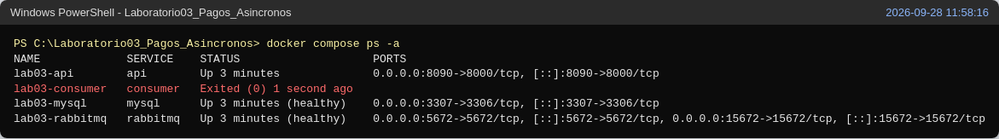 Windows PowerShell - Laboratorio03_Pagos_Asincronos 2026-09-28 11:58:16
PS C:\Laboratorio03_Pagos_Asincronos> docker compose ps -a
NAME SERVICE STATUS PORTS
lab03-api api Up 3 minutes 0.0.0.0:8090->8000/tcp, [::]:8090->8000/tcp
lab03-consumer consumer Exited (0) 1 second ago
lab03-mysql mysql Up 3 minutes (healthy) 0.0.0.0:3307->3306/tcp, [::]:3307->3306/tcp
lab03-rabbitmq rabbitmq Up 3 minutes (healthy) 0.0.0.0:5672->5672/tcp, [::]:5672->5672/tcp, 0.0.0.0:15672->15672/tcp, [::]:15672->15672/tcp